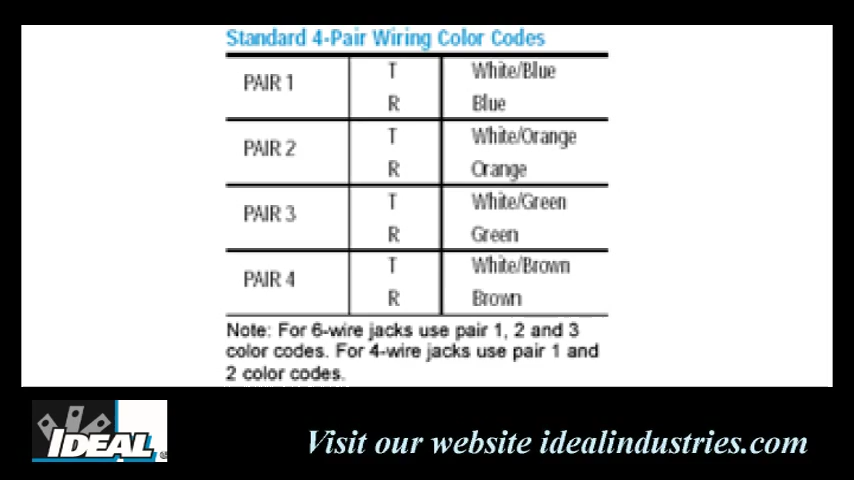 Standard 4-Pair Wiring Color Codes
PAIR 1 T White/Blue
R Blue
PAIR 2 T White/Orange
R Orange
PAIR 3 T White/Green
R Green
PAIR 4 T White/Brown
R Brown
Note: For 6-wire jacks use pair 1, 2 and 3
color codes. For 4-wire jacks use pair 1 and
2 color codes.
IDEAL ®
Visit our website idealindustries.com